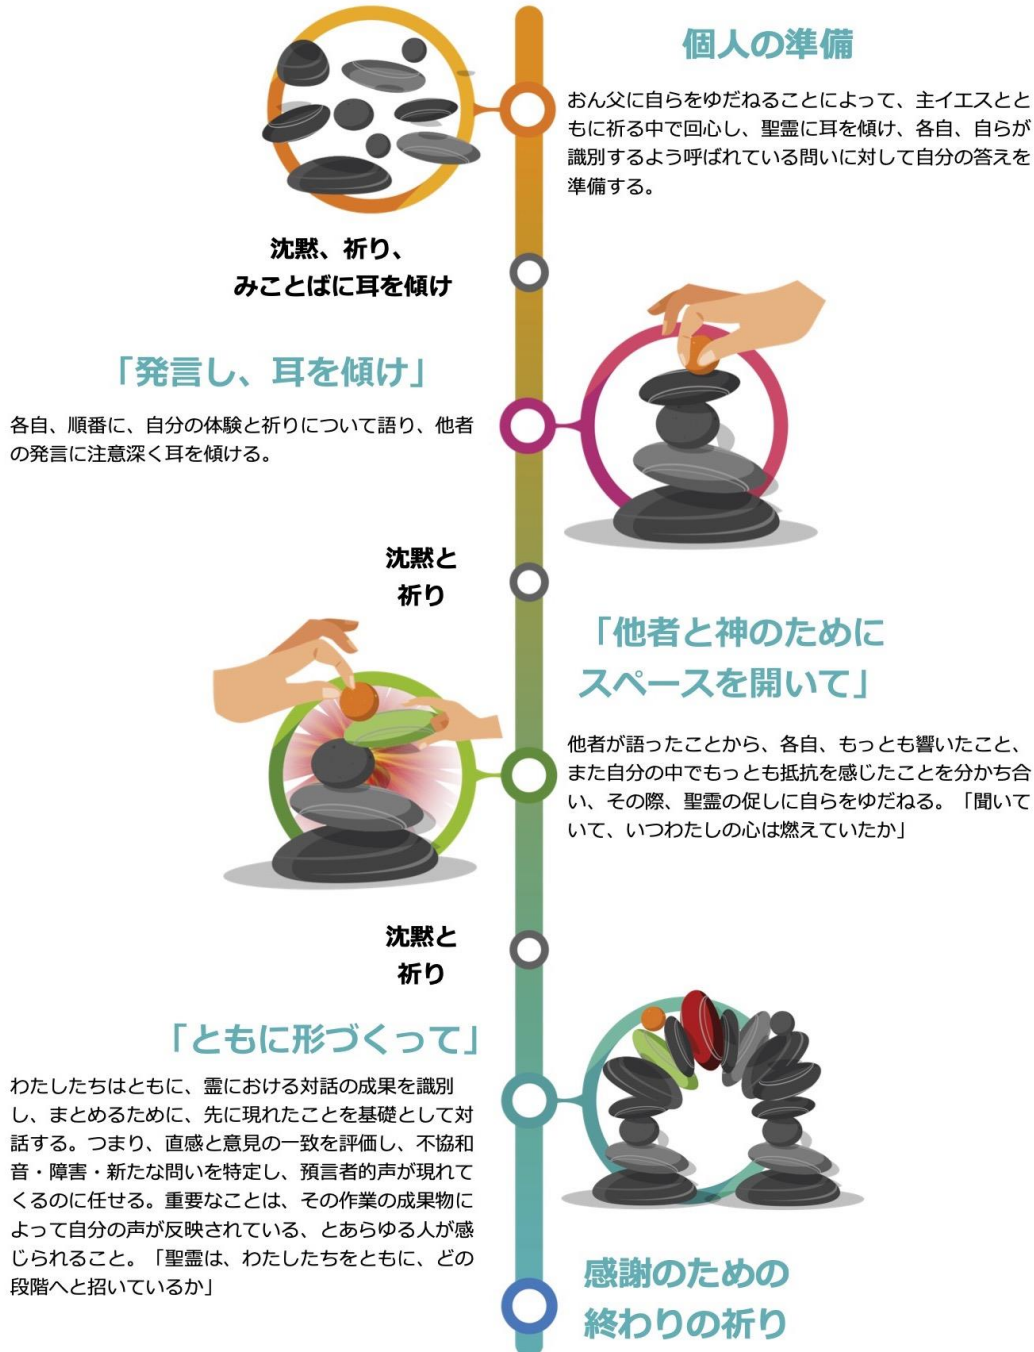 個人の準備
おん父に自らをゆだねることによって、主イエスとと
もに祈る中で回心し、聖霊に耳を傾け、各自、自らが
識別するよう呼ばれている問いに対して自分の答えを
準備する。
沈黙、祈り、
みことばに耳を傾け
「発言し、耳を傾け」
各自、順番に、自分の体験と祈りについて語り、他者
の発言に注意深く耳を傾ける。
沈黙と
祈り
「他者と神のために
スペースを開いて」
他者が語ったことから、各自、もっとも響いたこと、
また自分の中でもっとも抵抗を感じたことを分かち合
い、その際、聖霊の促しに自らをゆだねる。「聞いて
いて、いつわたしの心は燃えていたか」
沈黙と
祈り
「ともに形づくって」
わたしたちはともに、霊における対話の成果を識別
し、まとめるために、先に現れたことを基礎として対
話する。つまり、直感と意見の一致を評価し、不協和
音・障害・新たな問いを特定し、預言者的声が現れて
くるのに任せる。重要なことは、その作業の成果物に
よって自分の声が反映されている、とあらゆる人が感
じられること。「聖霊は、わたしたちをともに、どの
段階へと招いているか」
感謝のための
終わりの祈り